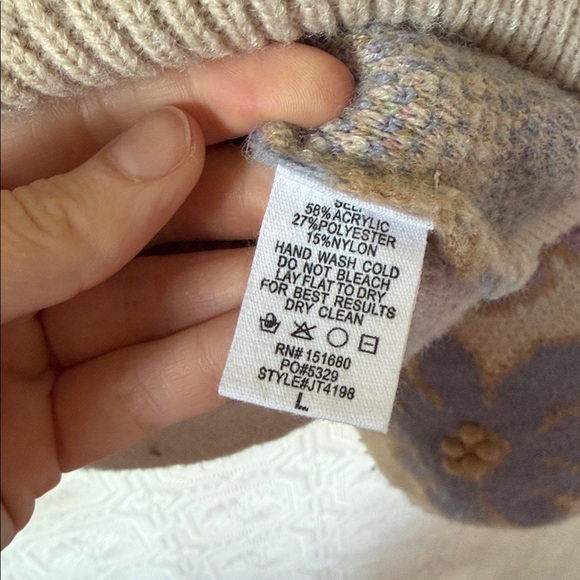 SELF
58%ACRYLIC
27%POLYESTER
15%NYLON
HAND WASH COLD
DO NOT BLEACH
LAY FLAT TO DRY
FOR BEST RESULTS
DRY CLEAN
RN# 151680
PO#5329
STYLE#JT4198
L